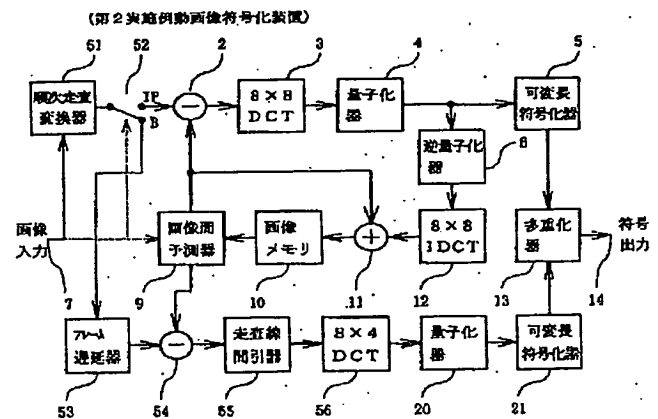 (第2実施例動画像符号化装置)
51
52
2
3
4
5
順次走査
変換器
IP
B
8×8
DCT
量子化
器
可変長
符号化器
逆量子化
器
6
画像
入力
7
画像間
予測器
9
画像
メモリ
10
11
8×8
IDCT
12
多重化
器
13
符号
出力
14
フレーム
遅延器
53
54
走査線
間引器
55
8×4
DCT
56
量子化
器
20
可変長
符号化器
21